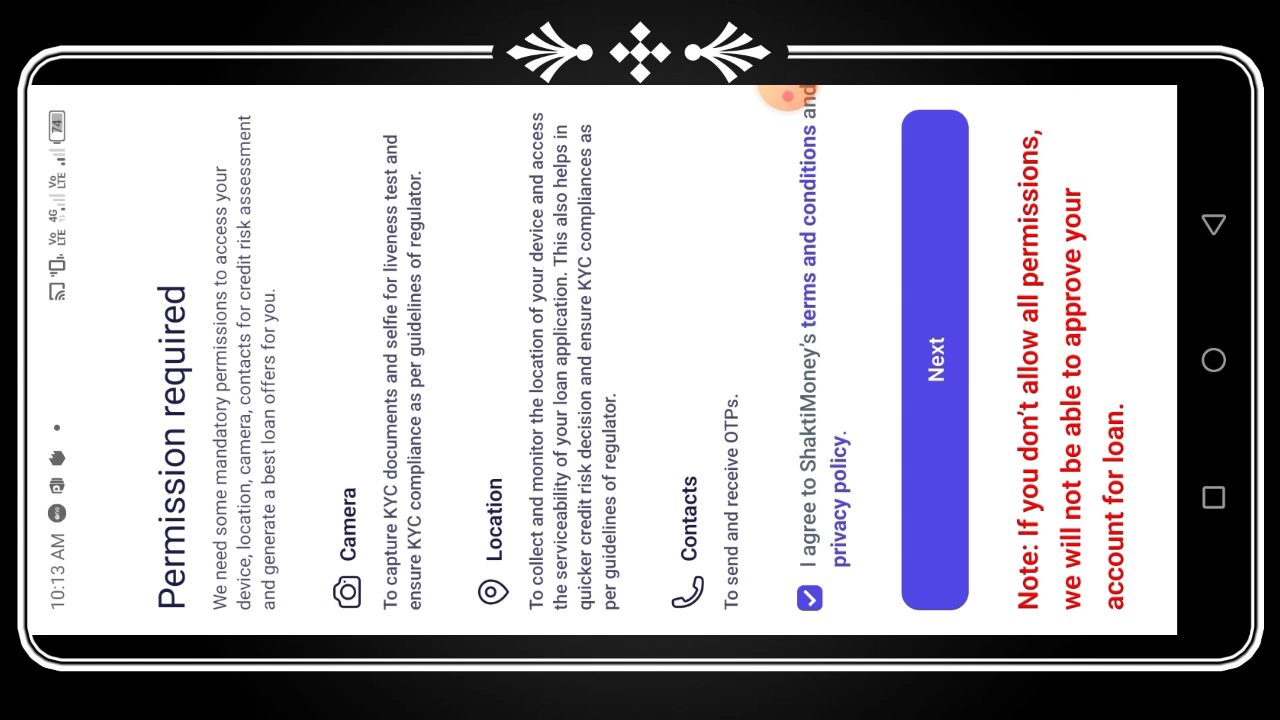 10:13 AM
Vo LTE 4G Vo LTE 74
Permission required
We need some mandatory permissions to access your
device, location, camera, contacts for credit risk assessment
and generate a best loan offers for you.
Camera
To capture KYC documents and selfie for liveness test and
ensure KYC compliance as per guidelines of regulator.
Location
To collect and monitor the location of your device and access
the serviceability of your loan application. This also helps in
quicker credit risk decision and ensure KYC compliances as
per guidelines of regulator.
Contacts
To send and receive OTPs.
I agree to ShaktiMoney's terms and conditions and
privacy policy.
Next
Note: If you don't allow all permissions,
we will not be able to approve your
account for loan.